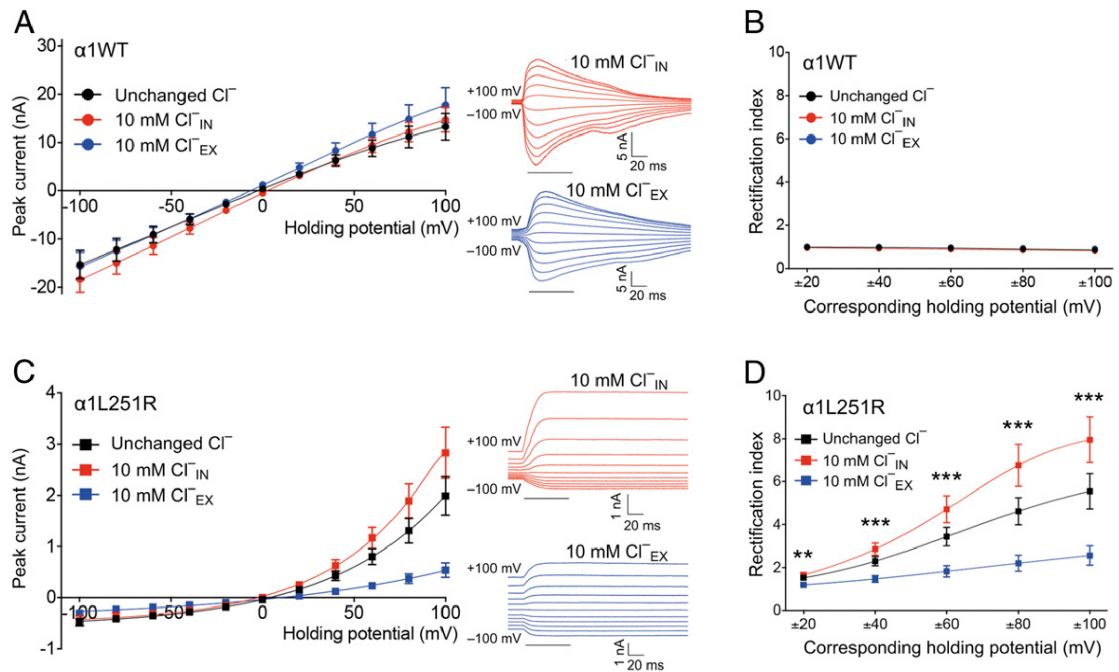 A
α1WT
Unchanged Cl⁻
10 mM Cl⁻IN
10 mM Cl⁻EX
Peak current (nA)
30
20
10
0
-10
-20
-100
-50
0
50
100
Holding potential (mV)
10 mM Cl⁻IN
+100 mV
−100 mV
5 nA
20 ms
10 mM Cl⁻EX
+100 mV
−100 mV
5 nA
20 ms
B
α1WT
Unchanged Cl⁻
10 mM Cl⁻IN
10 mM Cl⁻EX
Rectification index
10
8
6
4
2
0
±20
±40
±60
±80
±100
Corresponding holding potential (mV)
C
α1L251R
Unchanged Cl⁻
10 mM Cl⁻IN
10 mM Cl⁻EX
Peak current (nA)
4
3
2
1
0
-1
-100
-50
0
50
100
Holding potential (mV)
10 mM Cl⁻IN
+100 mV
−100 mV
1 nA
20 ms
10 mM Cl⁻EX
+100 mV
−100 mV
1 nA
20 ms
D
α1L251R
Unchanged Cl⁻
10 mM Cl⁻IN
10 mM Cl⁻EX
Rectification index
10
8
6
4
2
0
**
***
***
***
***
±20
±40
±60
±80
±100
Corresponding holding potential (mV)